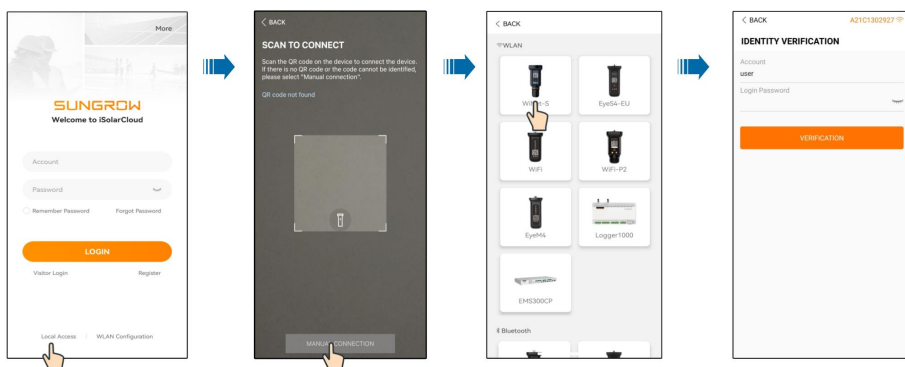 More
SUNGROW
Welcome to iSolarCloud
Account
Password
Remember Password Forgot Password
LOGIN
Visitor Login Register
Local Access | WLAN Configuration
< BACK
SCAN TO CONNECT
Scan the QR code on the device to connect the device.
If there is no QR code or the code cannot be identified,
please select "Manual connection".
QR code not found
MANUAL CONNECTION
< BACK
WLAN
EyeS4-EU
WiFi WiFi-P2
EyeM4 Logger1000
EMS300CP
Bluetooth
< BACK A21C1302927
IDENTITY VERIFICATION
Account
user
Login Password
VERIFICATION